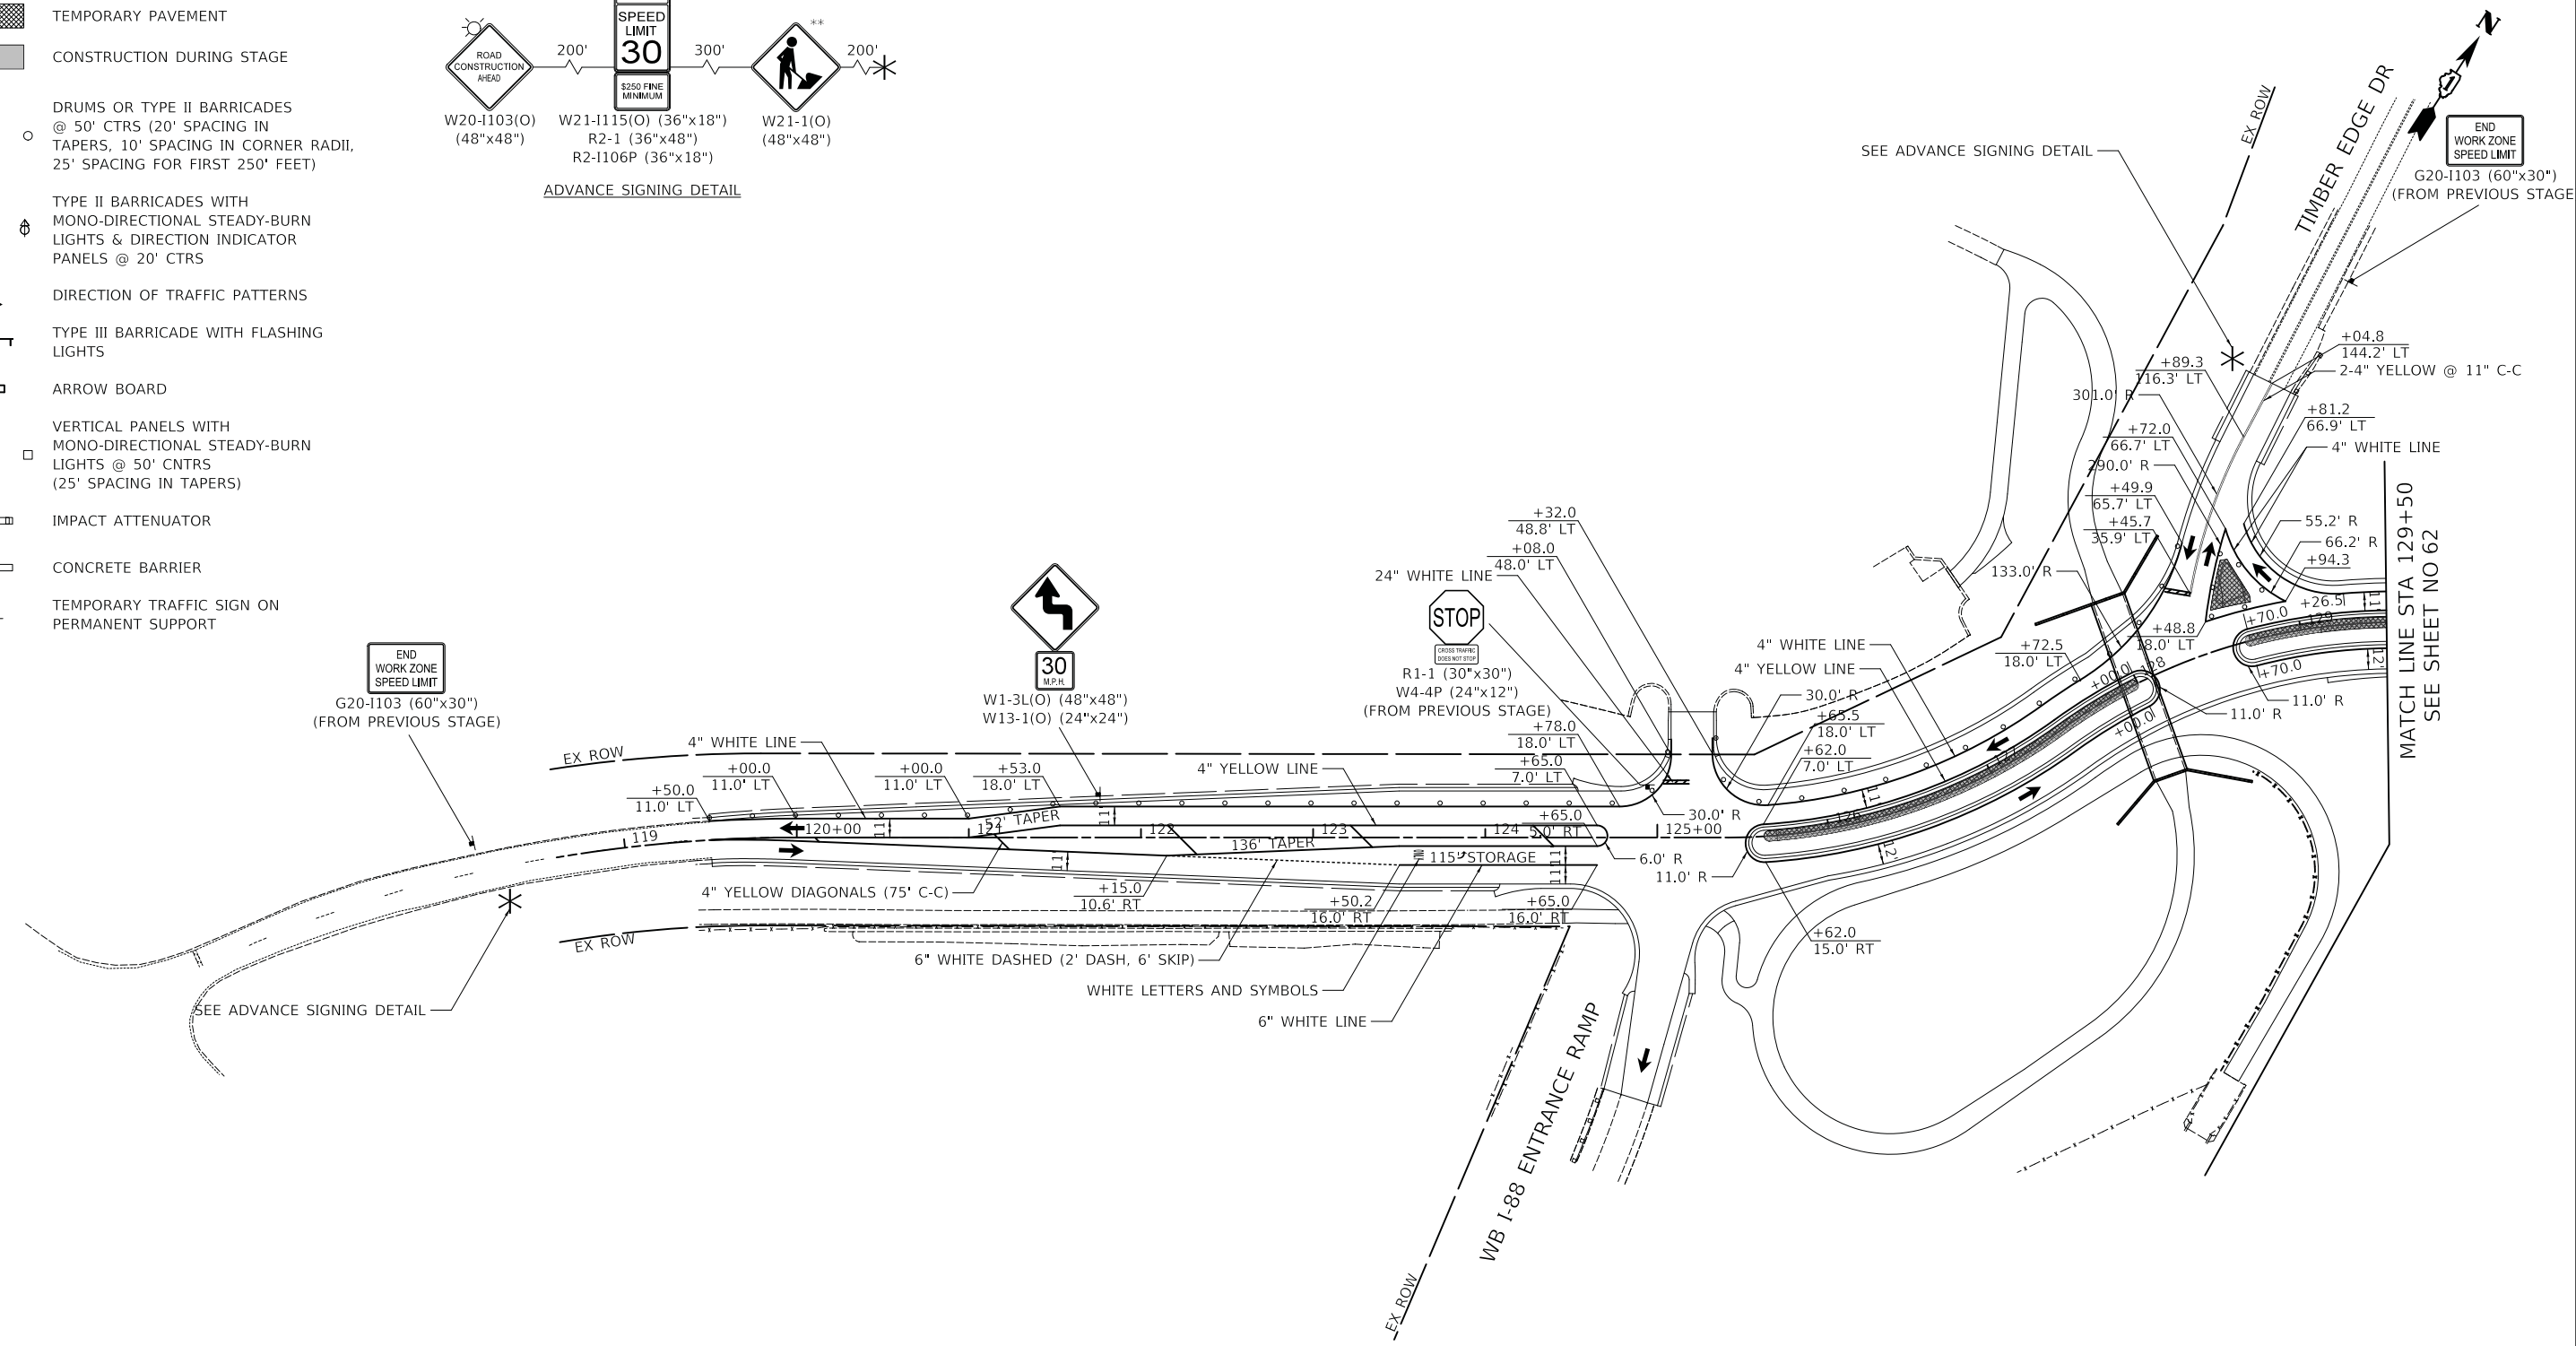 TEMPORARY PAVEMENT
CONSTRUCTION DURING STAGE
DRUMS OR TYPE II BARRICADES
@ 50' CTRS (20' SPACING IN
TAPERS, 10' SPACING IN CORNER RADII,
25' SPACING FOR FIRST 250' FEET)
TYPE II BARRICADES WITH
MONO-DIRECTIONAL STEADY-BURN
LIGHTS & DIRECTION INDICATOR
PANELS @ 20' CTRS
DIRECTION OF TRAFFIC PATTERNS
TYPE III BARRICADE WITH FLASHING
LIGHTS
ARROW BOARD
VERTICAL PANELS WITH
MONO-DIRECTIONAL STEADY-BURN
LIGHTS @ 50' CNTRS
(25' SPACING IN TAPERS)
IMPACT ATTENUATOR
CONCRETE BARRIER
TEMPORARY TRAFFIC SIGN ON
PERMANENT SUPPORT
ROAD
CONSTRUCTION
AHEAD
200'
SPEED
LIMIT
30
$250 FINE
MINIMUM
300'
**
200'
W20-I103(O)
(48"x48")
W21-I115(O) (36"x18")
R2-1 (36"x48")
R2-I106P (36"x18")
W21-1(O)
(48"x48")
ADVANCE SIGNING DETAIL
N
EX ROW
TIMBER EDGE DR
SEE ADVANCE SIGNING DETAIL
END
WORK ZONE
SPEED LIMIT
G20-I103 (60"x30")
(FROM PREVIOUS STAGE
+04.8
144.2' LT
2-4" YELLOW @ 11" C-C
+89.3
116.3' LT
301.0' R
+81.2
66.9' LT
+72.0
66.7' LT
4" WHITE LINE
290.0' R
+49.9
65.7' LT
+45.7
35.9' LT
55.2' R
66.2' R
+94.3
133.0' R
+26.5
11'
+70.0
+129
+48.8
18.0' LT
+70.0
12'
11.0' R
11.0' R
+72.5
18.0' LT
+00.0
128
+00.0
MATCH LINE STA 129+50
SEE SHEET NO 62
+32.0
48.8' LT
+08.0
48.0' LT
24" WHITE LINE
STOP
CROSS TRAFFIC
DOES NOT STOP
R1-1 (30"x30")
W4-4P (24"x12")
(FROM PREVIOUS STAGE)
4" WHITE LINE
4" YELLOW LINE
30.0' R
+65.5
18.0' LT
+62.0
7.0' LT
+78.0
18.0' LT
+65.0
7.0' LT
30.0' R
+65.0
5.0' RT
125+00
11'
12'
6.0' R
11.0' R
+62.0
15.0' RT
30
M.P.H.
W1-3L(O) (48"x48")
W13-1(O) (24"x24")
END
WORK ZONE
SPEED LIMIT
G20-I103 (60"x30")
(FROM PREVIOUS STAGE)
EX ROW
4" WHITE LINE
+50.0
11.0' LT
+00.0
11.0' LT
+00.0
11.0' LT
+53.0
18.0' LT
4" YELLOW LINE
119
120+00
11'
121
52' TAPER
11'
122
123
124
136' TAPER
115' STORAGE
11'
11'
11'
4" YELLOW DIAGONALS (75' C-C)
+15.0
10.6' RT
+50.2
16.0' RT
+65.0
16.0' RT
EX ROW
6" WHITE DASHED (2' DASH, 6' SKIP)
WHITE LETTERS AND SYMBOLS
6" WHITE LINE
SEE ADVANCE SIGNING DETAIL
WB I-88 ENTRANCE RAMP
EX ROW